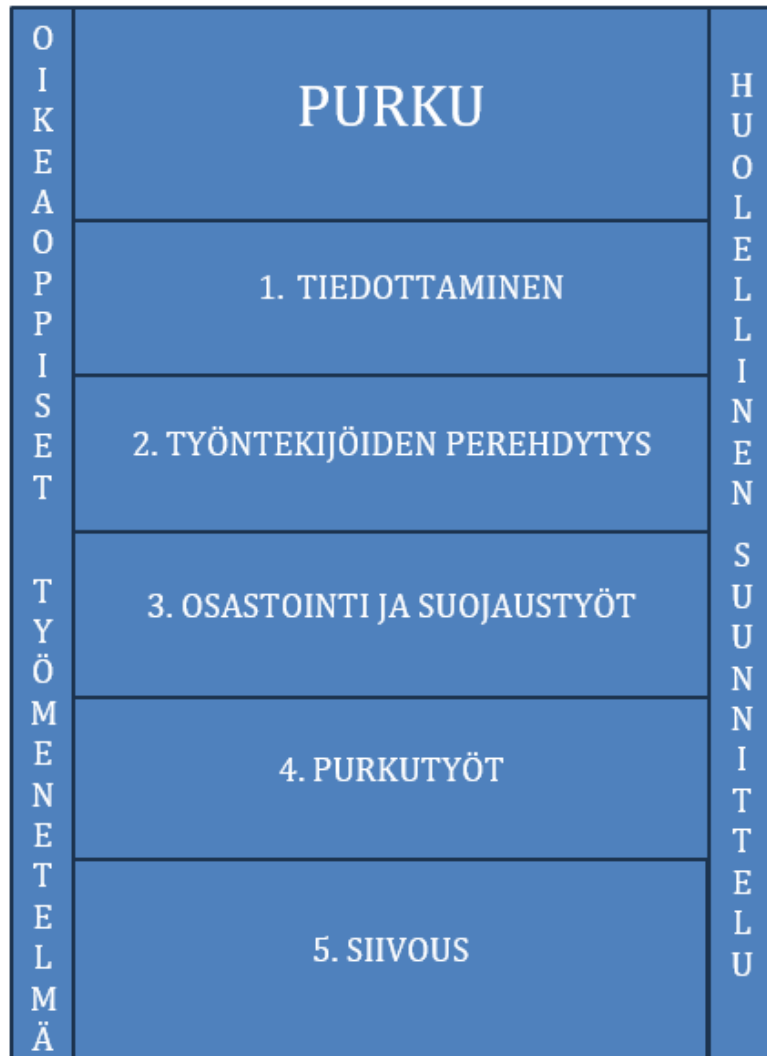 OIKEAOPPISET TYÖMENETELMÄ
PURKU
1. TIEDOTTAMINEN
2. TYÖNTEKIJÖIDEN PEREHDYTYS
3. OSASTOINTI JA SUOJAUSTYÖT
4. PURKUTYÖT
5. SIIVOUS
HUOLELLINEN SUUNNITTELU